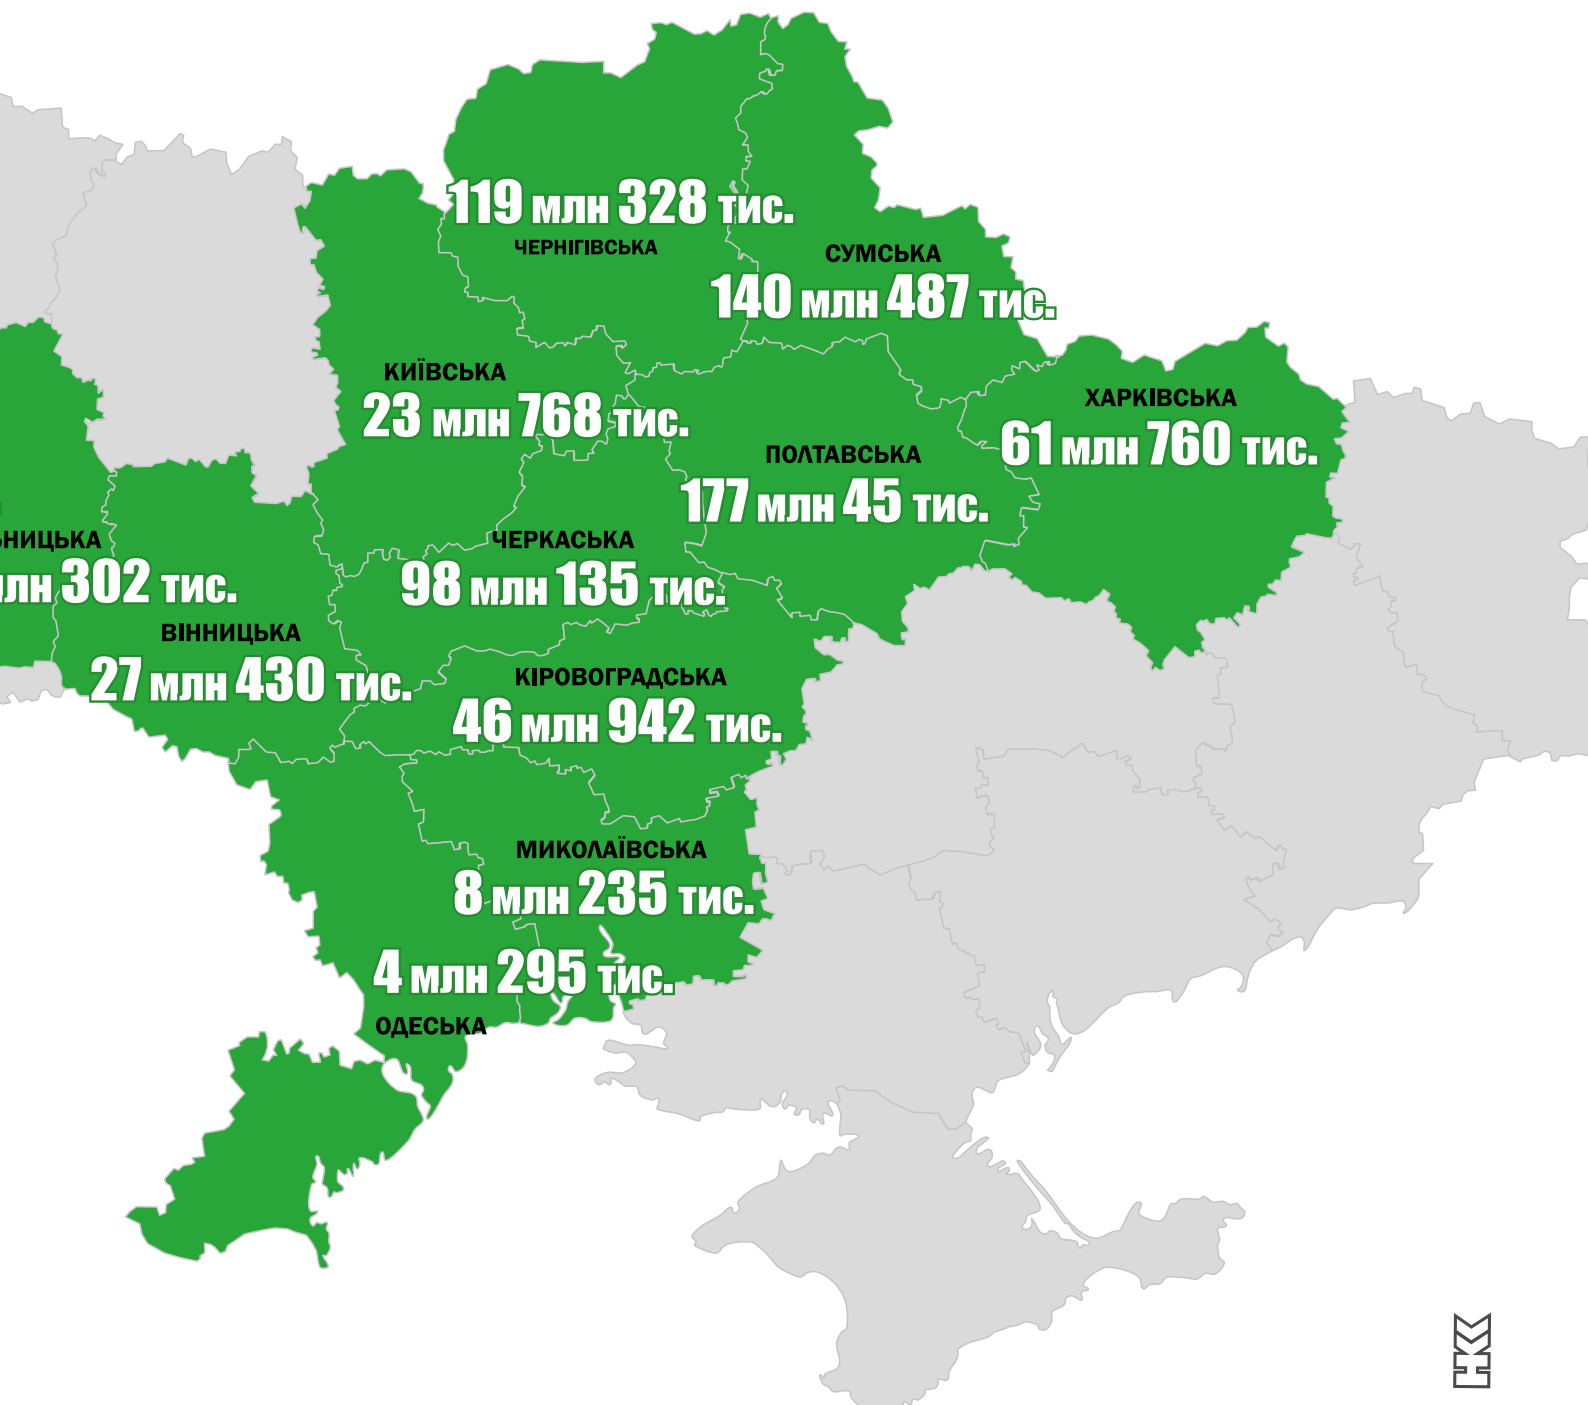 119 млн 328 тис.
ЧЕРНІГІВСЬКА
СУМСЬКА
140 млн 487 тис.
КИЇВСЬКА
23 млн 768 тис.
ХАРКІВСЬКА
61 млн 760 тис.
ПОЛТАВСЬКА
177 млн 45 тис.
ЧЕРКАСЬКА
98 млн 135 тис.
НИЦЬКА
млн 302 тис.
ВІННИЦЬКА
27 млн 430 тис.
КІРОВОГРАДСЬКА
46 млн 942 тис.
МИКОЛАЇВСЬКА
8 млн 235 тис.
4 млн 295 тис.
ОДЕСЬКА